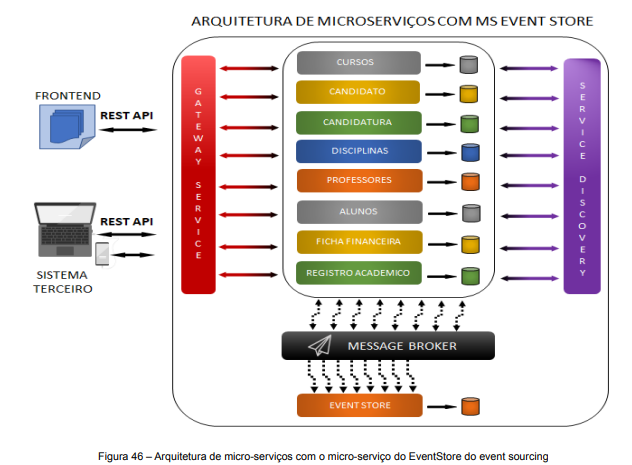 ARQUITETURA DE MICROSERVIÇOS COM MS EVENT STORE
FRONTEND
REST API
REST API
SISTEMA
TERCEIRO
GATEWAY SERVICE
CURSOS
CANDIDATO
CANDIDATURA
DISCIPLINAS
PROFESSORES
ALUNOS
FICHA FINANCEIRA
REGISTRO ACADEMICO
SERVICE DISCOVERY
MESSAGE BROKER
EVENT STORE
Figura 46 – Arquitetura de micro-serviços com o micro-serviço do EventStore do event sourcing